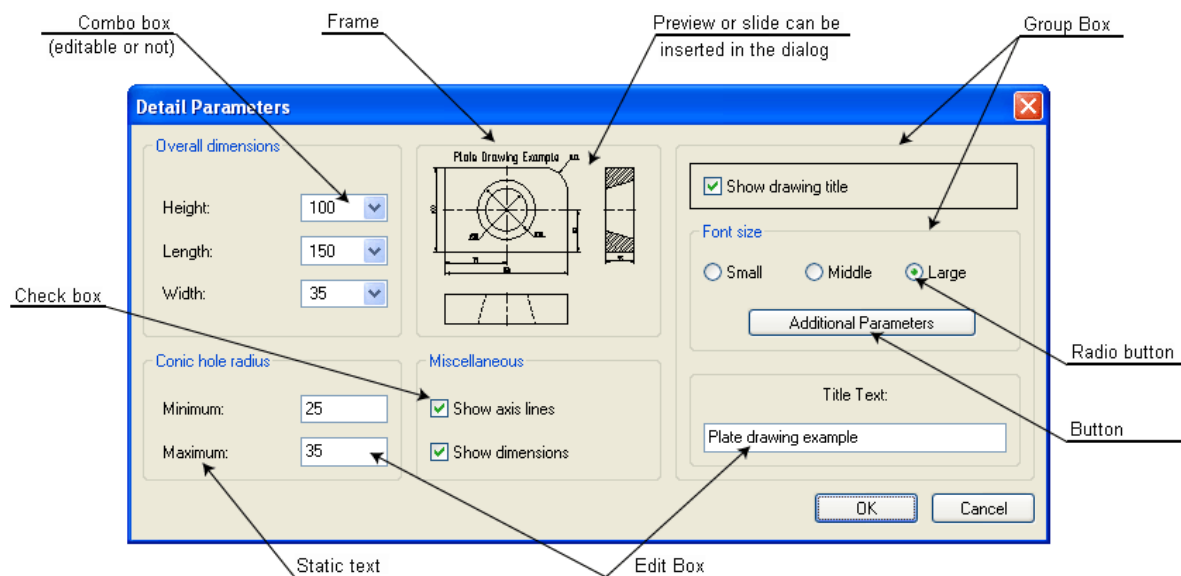 Combo box
(editable or not)
Frame
Preview or slide can be
inserted in the dialog
Group Box
Detail Parameters
Overall dimensions
Height:
100
Length:
150
Width:
35
Plate Drawing Example
Show drawing title
Font size
Small
Middle
Large
Additional Parameters
Check box
Radio button
Conic hole radius
Minimum:
25
Maximum:
35
Miscellaneous
Show axis lines
Show dimensions
Title Text:
Plate drawing example
Button
OK
Cancel
Static text
Edit Box